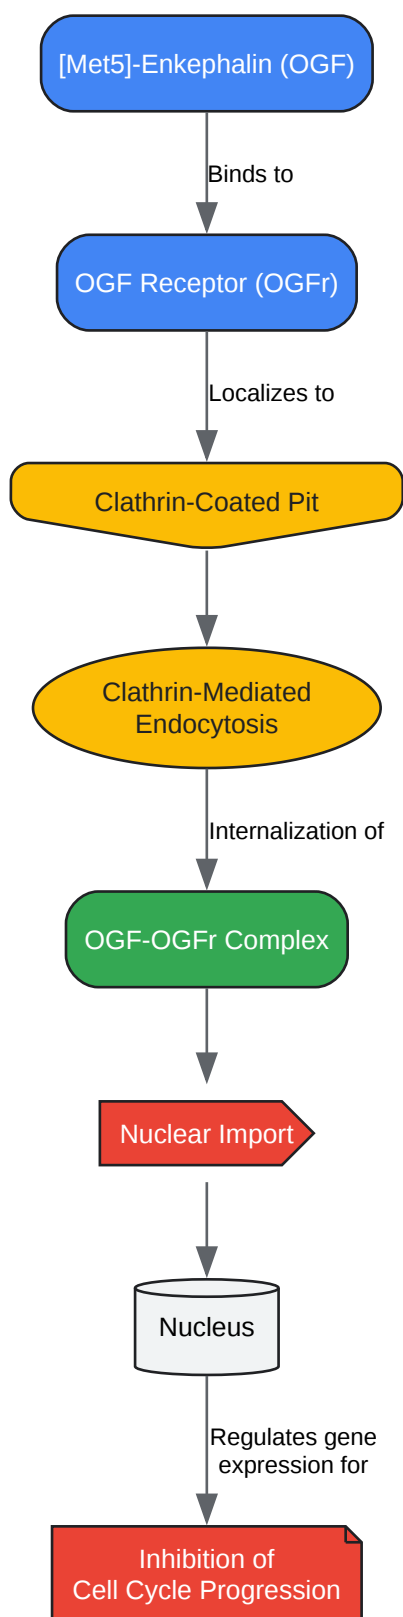 [Met5]-Enkephalin (OGF)
Binds to
OGF Receptor (OGFr)
Localizes to
Clathrin-Coated Pit
Clathrin-Mediated
Endocytosis
Internalization of
OGF-OGFr Complex
Nuclear Import
Nucleus
Regulates gene
expression for
Inhibition of
Cell Cycle Progression